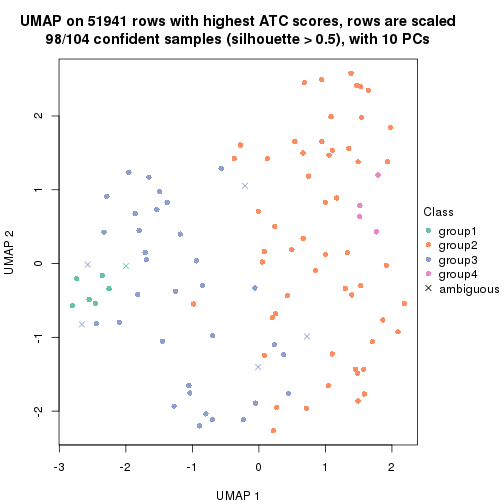 UMAP on 51941 rows with highest ATC scores, rows are scaled
98/104 confident samples (silhouette > 0.5), with 10 PCs
UMAP 2
2
1
0
-1
-2
-3
-2
-1
0
1
2
UMAP 1
Class
group1
group2
group3
group4
ambiguous